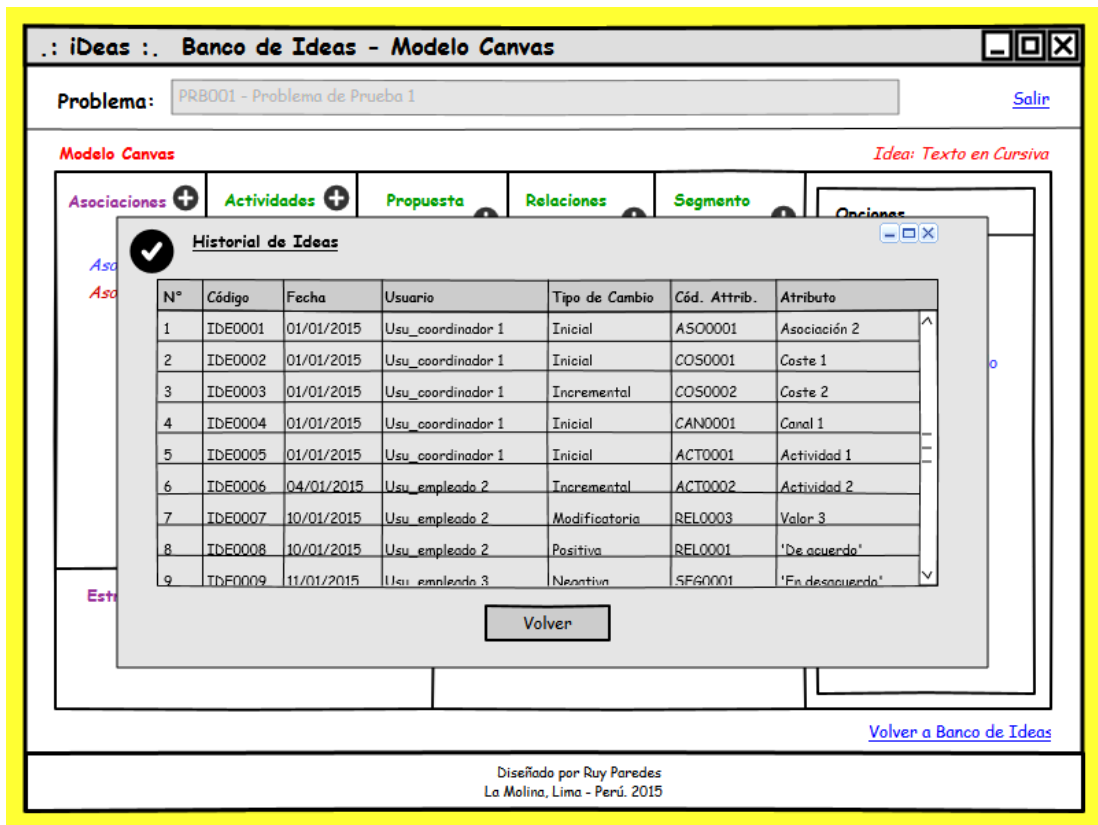 .: iDeas :. Banco de Ideas - Modelo Canvas
Problema: PRB001 - Problema de Prueba 1 Salir
Modelo Canvas Idea: Texto en Cursiva
Asociaciones Actividades Propuesta Relaciones Segmento Opciones
Historial de Ideas
N° Código Fecha Usuario Tipo de Cambio Cód. Attrib. Atributo
1 IDE0001 01/01/2015 Usu_coordinador 1 Inicial ASO0001 Asociación 2
2 IDE0002 01/01/2015 Usu_coordinador 1 Inicial COS0001 Coste 1
3 IDE0003 01/01/2015 Usu_coordinador 1 Incremental COS0002 Coste 2
4 IDE0004 01/01/2015 Usu_coordinador 1 Inicial CAN0001 Canal 1
5 IDE0005 01/01/2015 Usu_coordinador 1 Inicial ACT0001 Actividad 1
6 IDE0006 04/01/2015 Usu_empleado 2 Incremental ACT0002 Actividad 2
7 IDE0007 10/01/2015 Usu_empleado 2 Modificatoria REL0003 Valor 3
8 IDE0008 10/01/2015 Usu_empleado 2 Positiva REL0001 'De acuerdo'
9 IDE0009 11/01/2015 Usu_empleado 3 Negativa SEG0001 'En desacuerdo'
Volver
Volver a Banco de Ideas
Diseñado por Ruy Paredes
La Molina, Lima - Perú. 2015